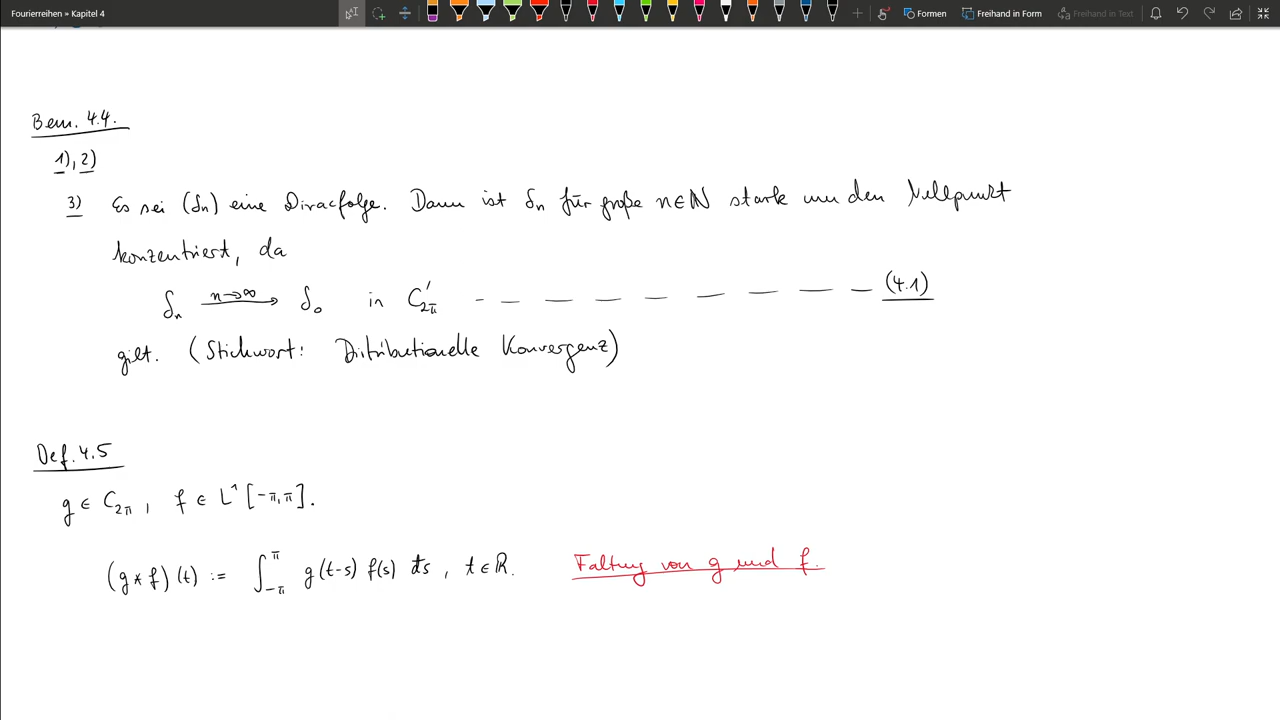 Fourierreihen » Kapitel 4
Formen
Freihand in Form
Freihand in Text
Bem. 4.4.
1), 2)
3) Es sei (δₙ) eine Diracfolge. Dann ist δₙ für große n∈ℕ stark um den Nullpunkt
konzentriert, da
δₙ —n→∞→ δ₀ in C'₂π — — — — — — — — — (4.1)
gilt. (Stichwort: Ditributionelle Konvergenz)
Def. 4.5
g ∈ C₂π, f ∈ L¹[-π,π].
(g * f)(t) := ∫_{-π}^{π} g(t-s) f(s) ds, t∈ℝ. Faltung von g und f.